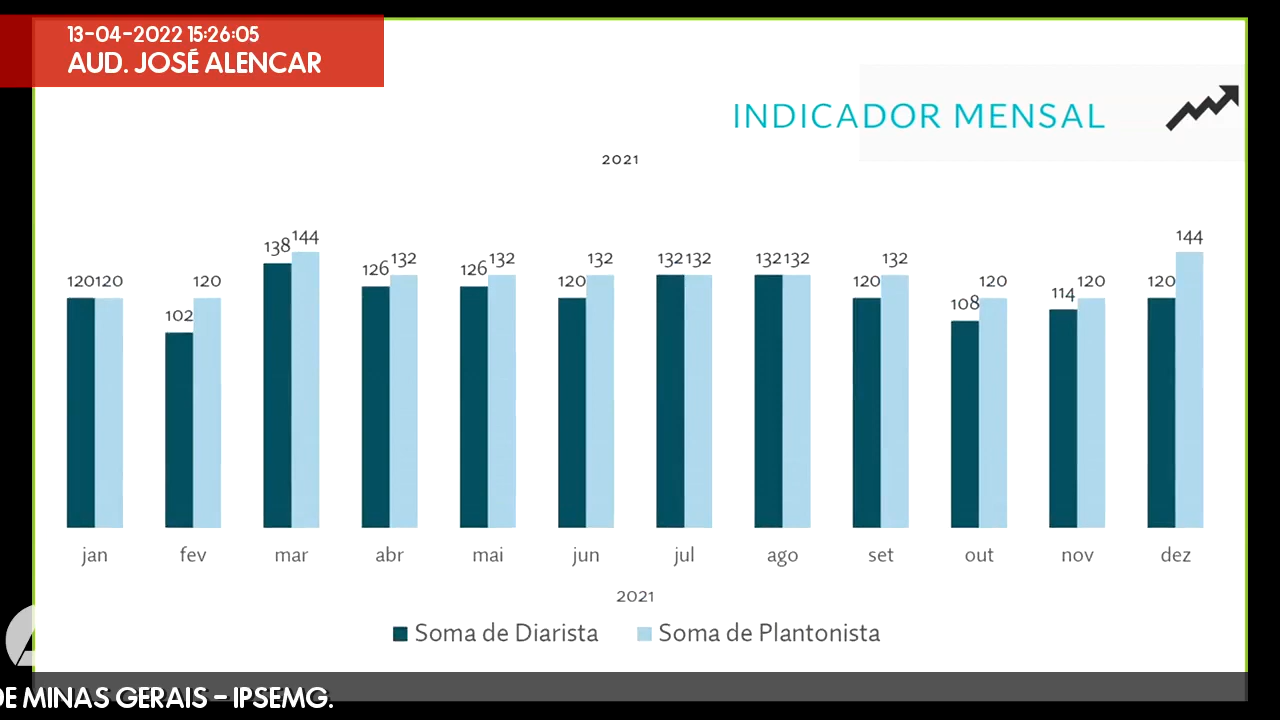 13-04-2022 15:26:05
AUD. JOSÉ ALENCAR
INDICADOR MENSAL
2021
120 120 102 120 138 144 126 132 126 132 120 132 132 132 132 132 120 132 108 120 114 120 120 144
jan fev mar abr mai jun jul ago set out nov dez
2021
Soma de Diarista Soma de Plantonista
DE MINAS GERAIS - IPSEMG.